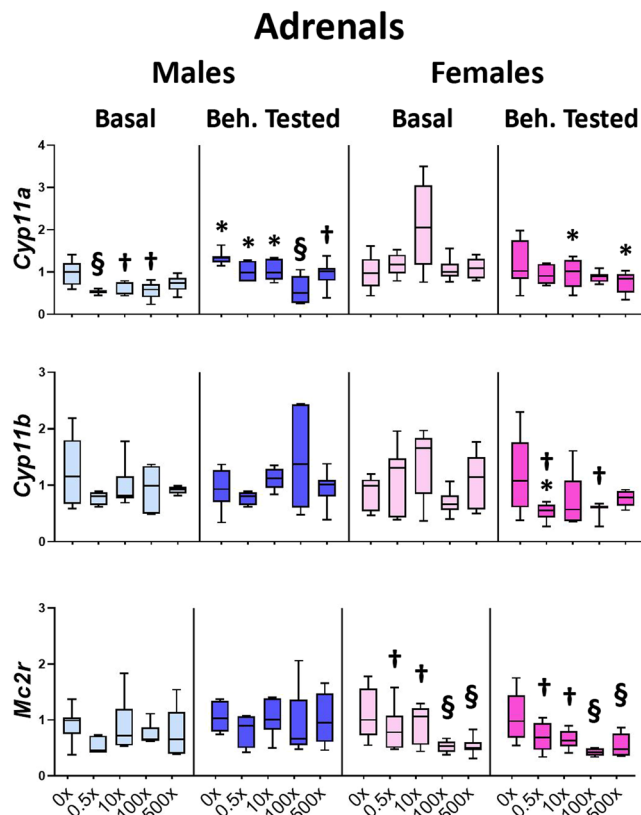 Adrenals
Males Females
Basal Beh. Tested Basal Beh. Tested
Cyp11a
4
3
2
1
0
§ † †
* * * § †
* *
Cyp11b
3
2
1
0
† * †
Mc2r
3
2
1
0
† † § §
† † § §
0x 0.5x 10x 100x 500x 0x 0.5x 10x 100x 500x 0x 0.5x 10x 100x 500x 0x 0.5x 10x 100x 500x